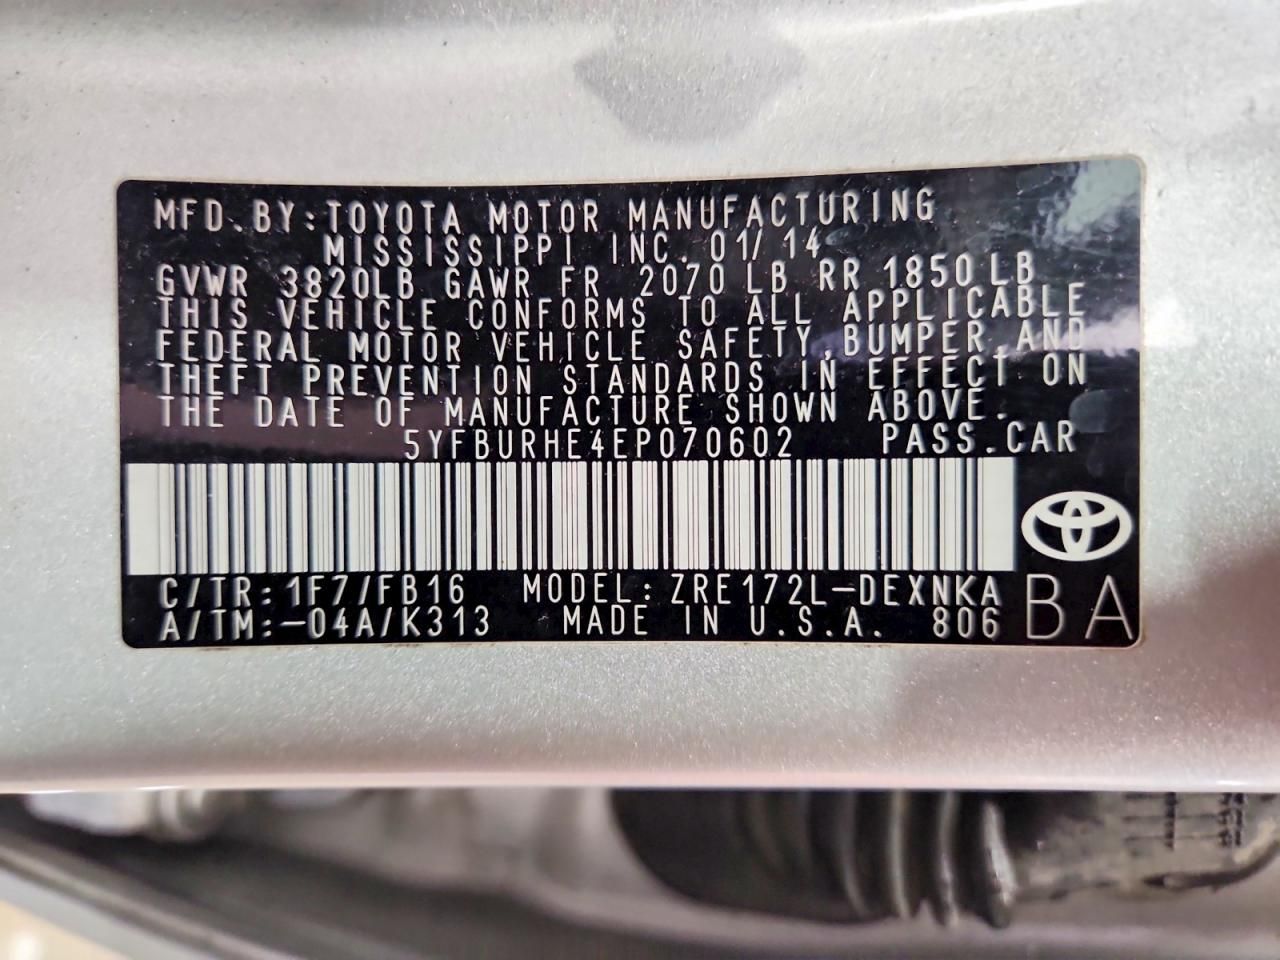 MFD.BY:TOYOTA MOTOR MANUFACTURING
MISSISSIPPI INC. 01/14
GVWR 3820LB GAWR FR 2070 LB RR 1850 LB
THIS VEHICLE CONFORMS TO ALL APPLICABLE
FEDERAL MOTOR VEHICLE SAFETY,BUMPER,AND
THEFT PREVENTION STANDARDS IN EFFECT ON
THE DATE OF MANUFACTURE SHOWN ABOVE.
5YFBURHE4EP070602 PASS.CAR
C/TR:1F7/FB16 MODEL:ZRE172L-DEXNKA
A/TM:-04A/K313 MADE IN U.S.A. 806
BA